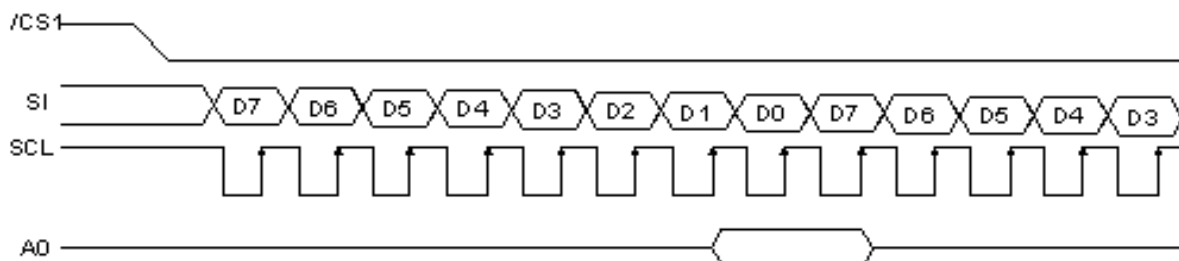 /CS1
SI D7 D6 D5 D4 D3 D2 D1 D0 D7 D6 D5 D4 D3
SCL
A0